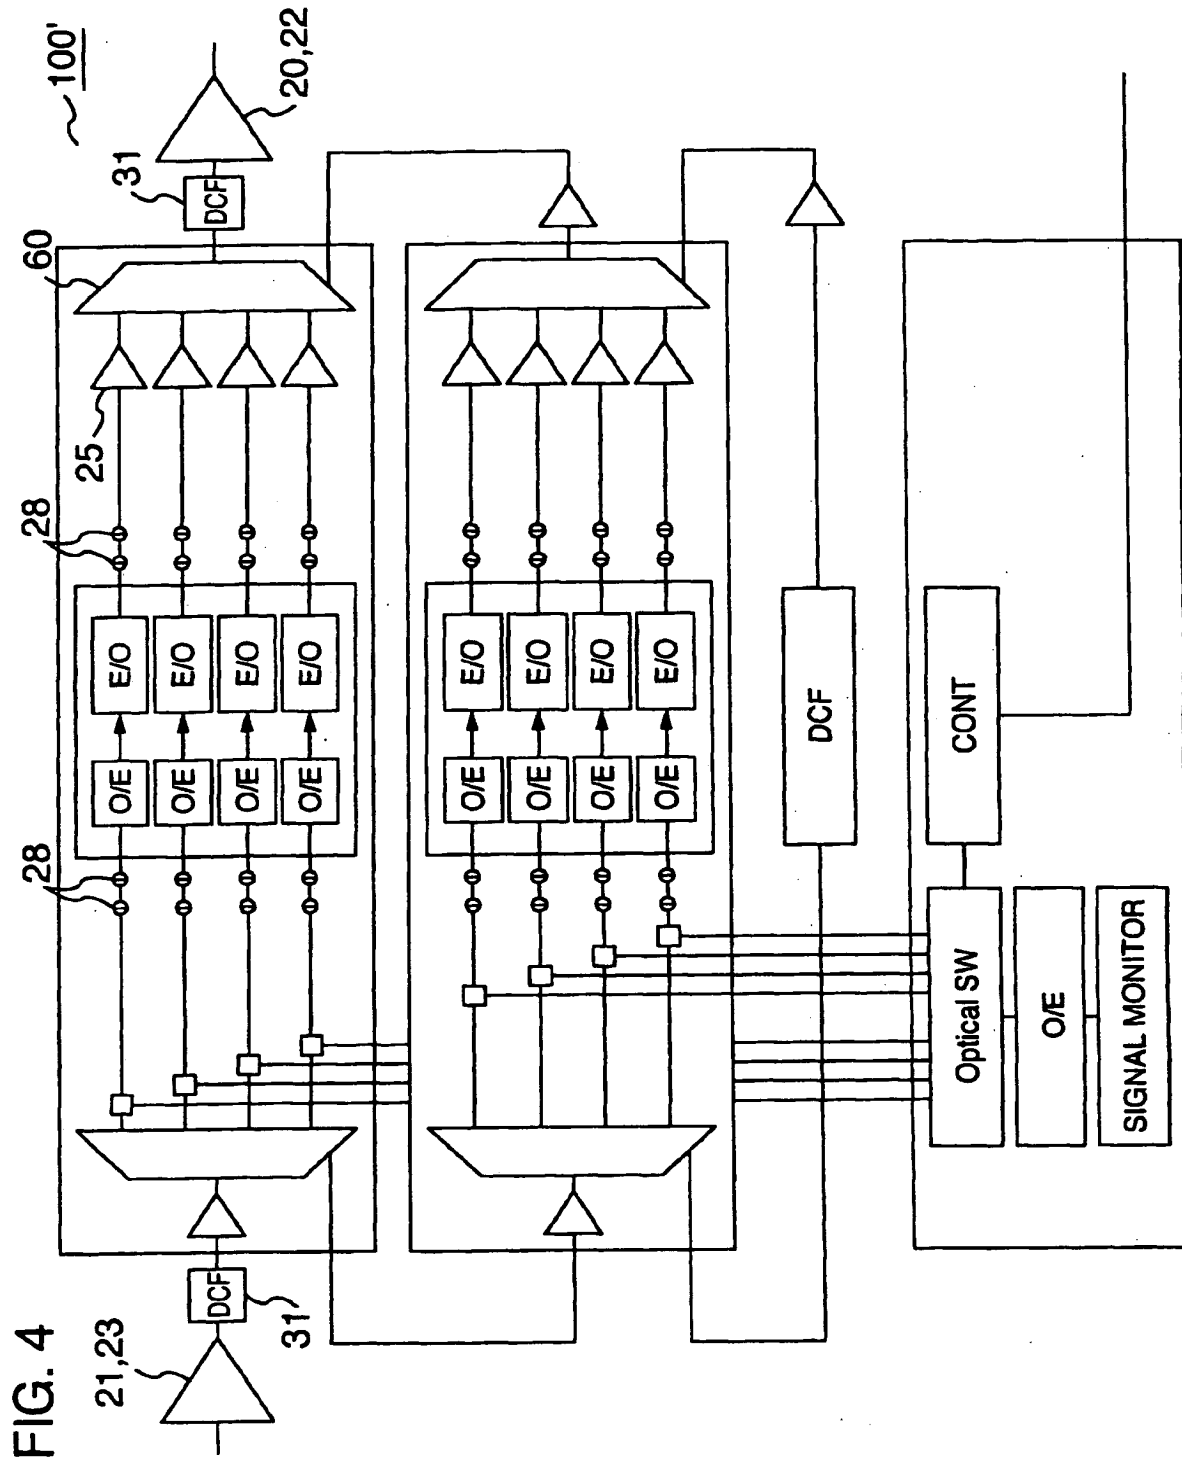 FIG. 4
100'
21,23
DCF
31
28
O/E
E/O
28
25
60
31
DCF
20,22
O/E
E/O
O/E
E/O
O/E
E/O
O/E
E/O
O/E
E/O
O/E
E/O
O/E
E/O
DCF
Optical SW
CONT
O/E
SIGNAL MONITOR